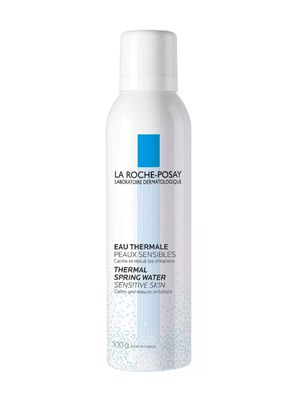 LA ROCHE-POSAY
LABORATOIRE DERMATOLOGIQUE
EAU THERMALE
PEAUX SENSIBLES
Calme et réduit les irritations
THERMAL
SPRING WATER
SENSITIVE SKIN
Calms and reduces irritations
100g